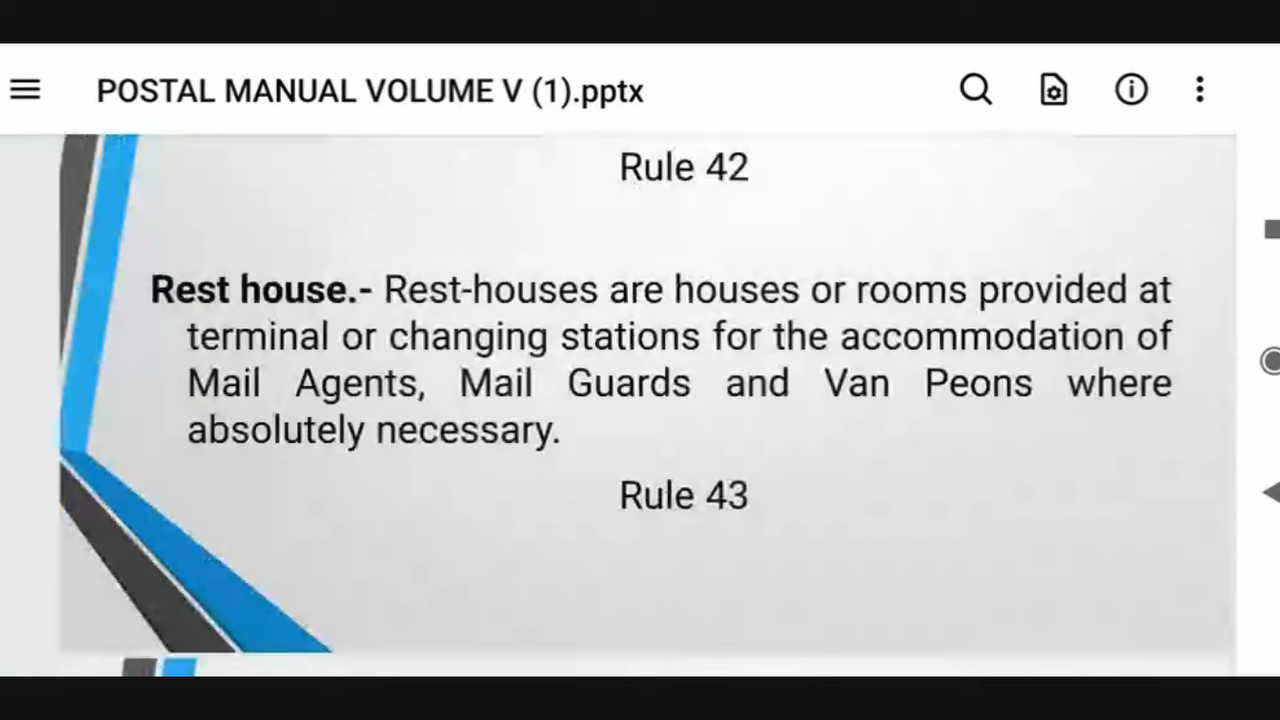 POSTAL MANUAL VOLUME V (1).pptx
Rule 42
Rest house.- Rest-houses are houses or rooms provided at
terminal or changing stations for the accommodation of
Mail Agents, Mail Guards and Van Peons where
absolutely necessary.
Rule 43